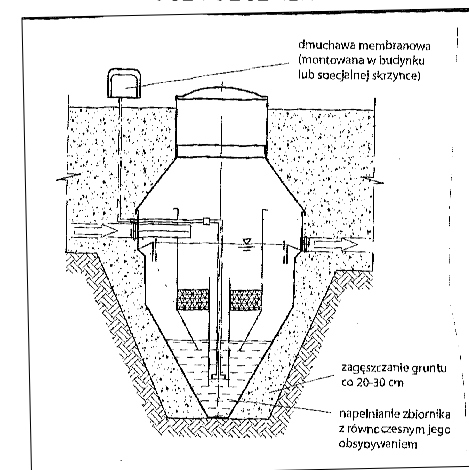 dmuchawa membranowa
(montowana w budynku
lub specjalnej skrzynce)
zagęszczanie gruntu
co 20-30 cm
napełnianie zbiornika
z równoczesnym jego
obsypywaniem